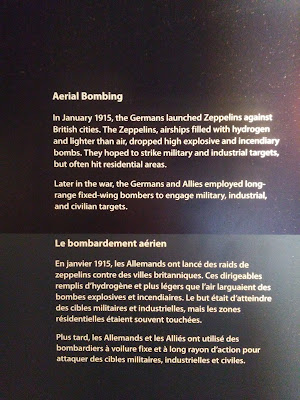 Aerial Bombing
In January 1915, the Germans launched Zeppelins against
British cities. The Zeppelins, airships filled with hydrogen
and lighter than air, dropped high explosive and incendiary
bombs. They hoped to strike military and industrial targets,
but often hit residential areas.
Later in the war, the Germans and Allies employed long-
range fixed-wing bombers to engage military, industrial,
and civilian targets.
Le bombardement aérien
En janvier 1915, les Allemands ont lancé des raids de
zeppelins contre des villes britanniques. Ces dirigeables
remplis d'hydrogène et plus légers que l'air larguaient des
bombes explosives et incendiaires. Le but était d'atteindre
des cibles militaires et industrielles, mais les zones
résidentielles étaient souvent touchées.
Plus tard, les Allemands et les Alliés ont utilisé des
bombardiers à voilure fixe et à long rayon d'action pour
attaquer des cibles militaires, industrielles et civiles.